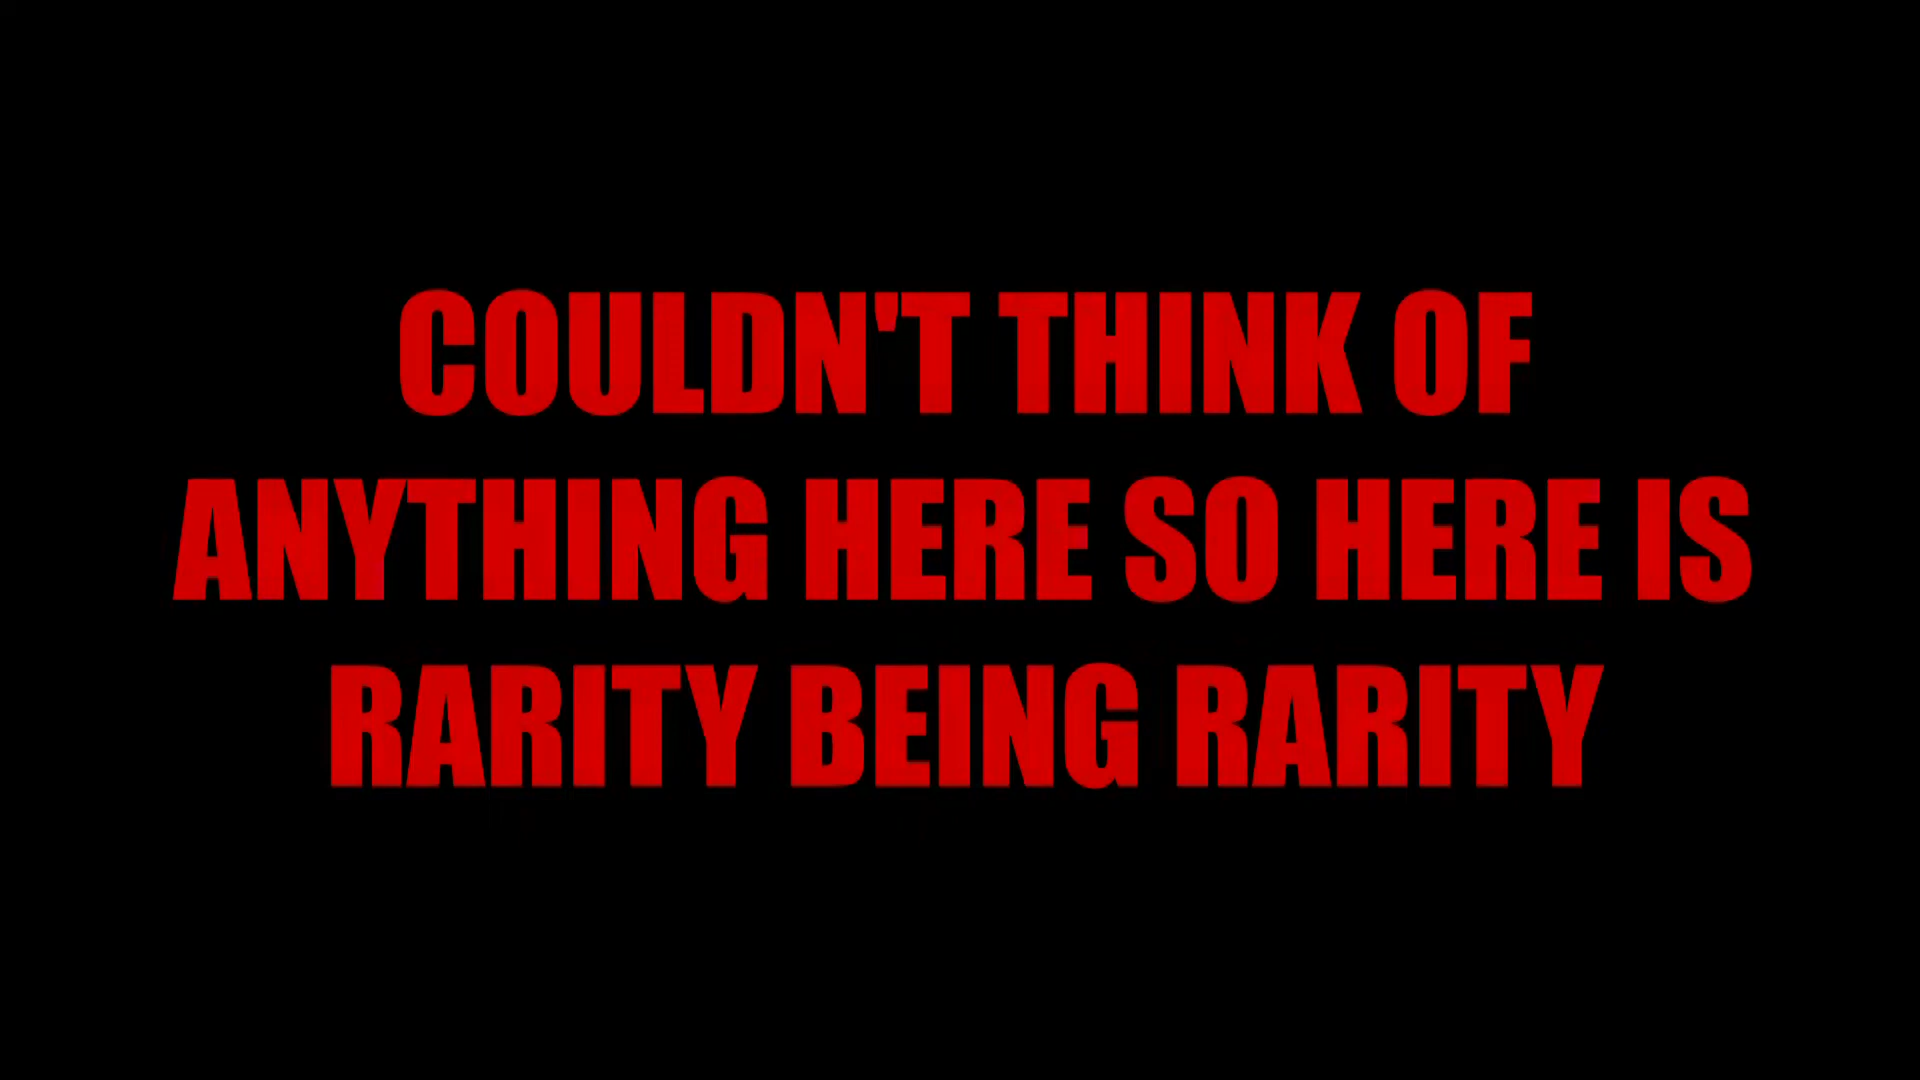 COULDN'T THINK OF
ANYTHING HERE SO HERE IS
RARITY BEING RARITY